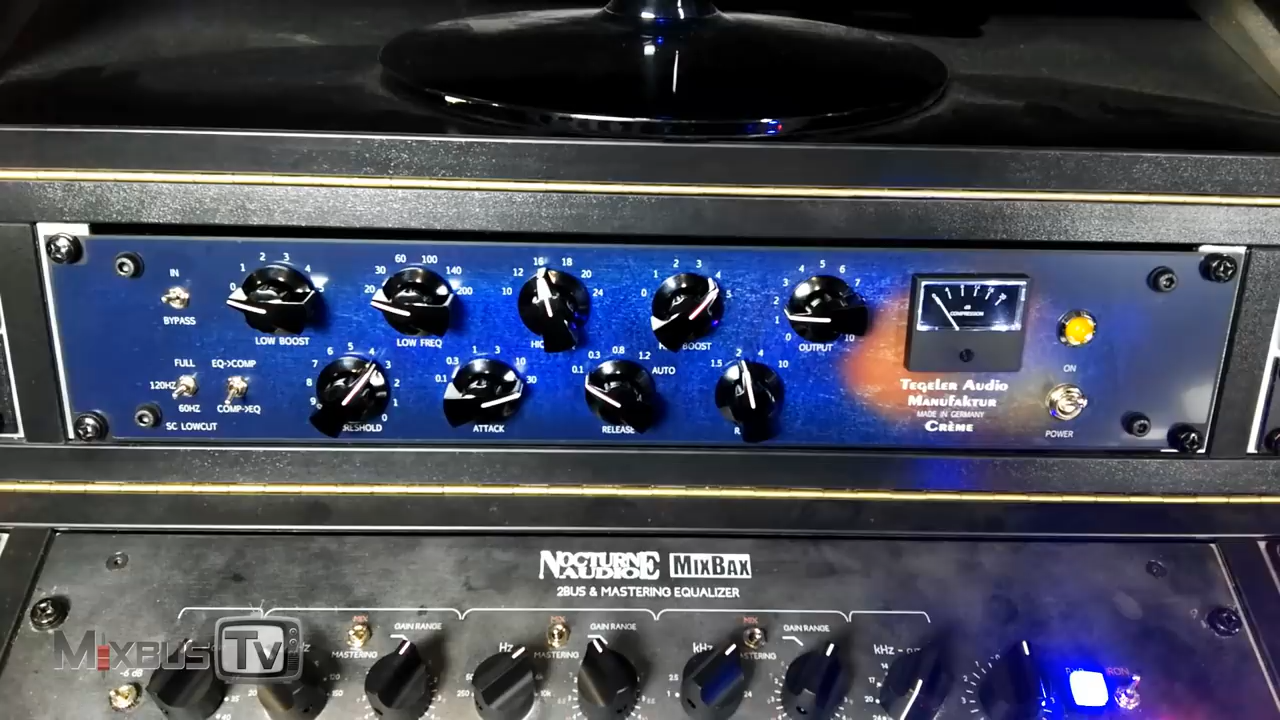 IN
BYPASS
0 1 2 3 4 5
LOW BOOST
20 30 60 100 140 200
LOW FREQ
10 12 16 18 20 24
0 1 2 3 4 5
BOOST
0 1 2 3 4 5 6 7 10
OUTPUT
COMPRESSION
ON
FULL
120HZ
60HZ
SC LOWCUT
EQ->COMP
COMP->EQ
9 8 7 6 5 4 3 2 1 0
0.1 0.3 1 3 10 30
ATTACK
0.1 0.3 0.8 1.2 AUTO
RELEASE
1.5 2 4 10
Tegeler Audio
Manufaktur
MADE IN GERMANY
Crème
POWER
Nocturne
Audio
MixBax
2BUS & MASTERING EQUALIZER
MIX
MASTERING
GAIN RANGE
Hz
MIX
GAIN RANGE
kHz
MIX
GAIN RANGE
kHz
-6 dB
MixbusTv